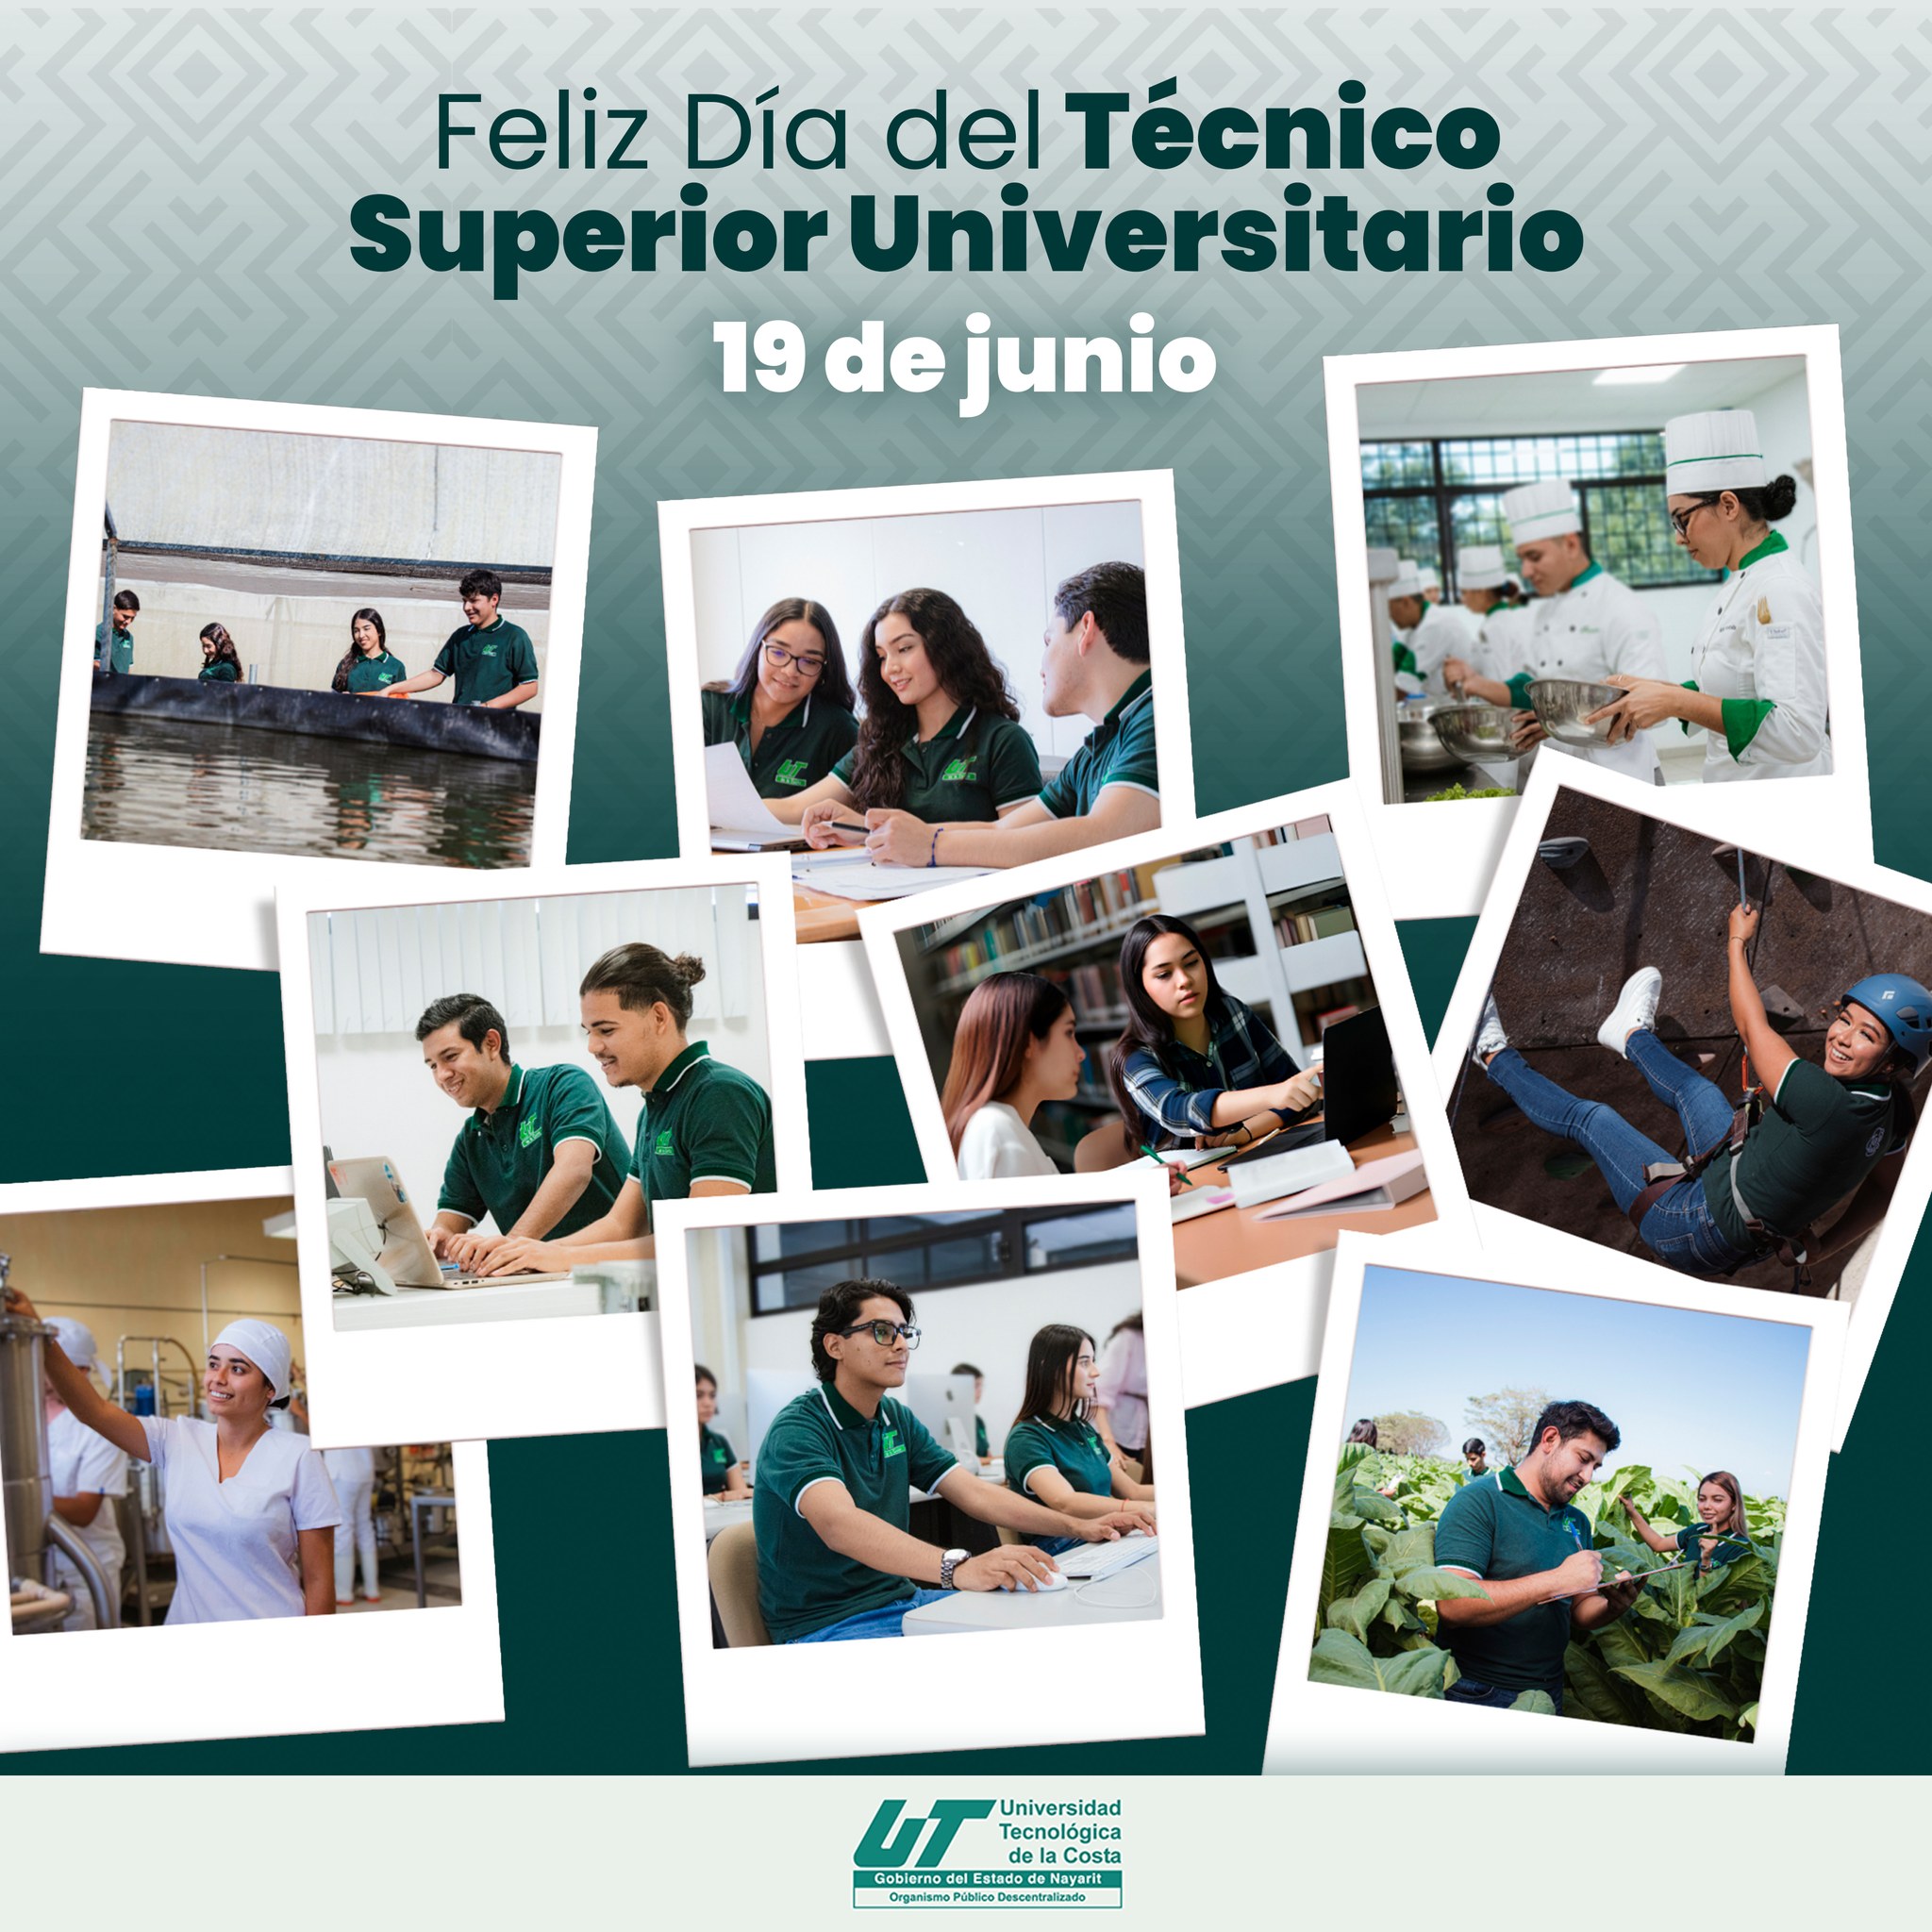 Feliz Día del Técnico
Superior Universitario
19 de junio
UT
Universidad
Tecnológica
de la Costa
Gobierno del Estado de Nayarit
Organismo Público Descentralizado